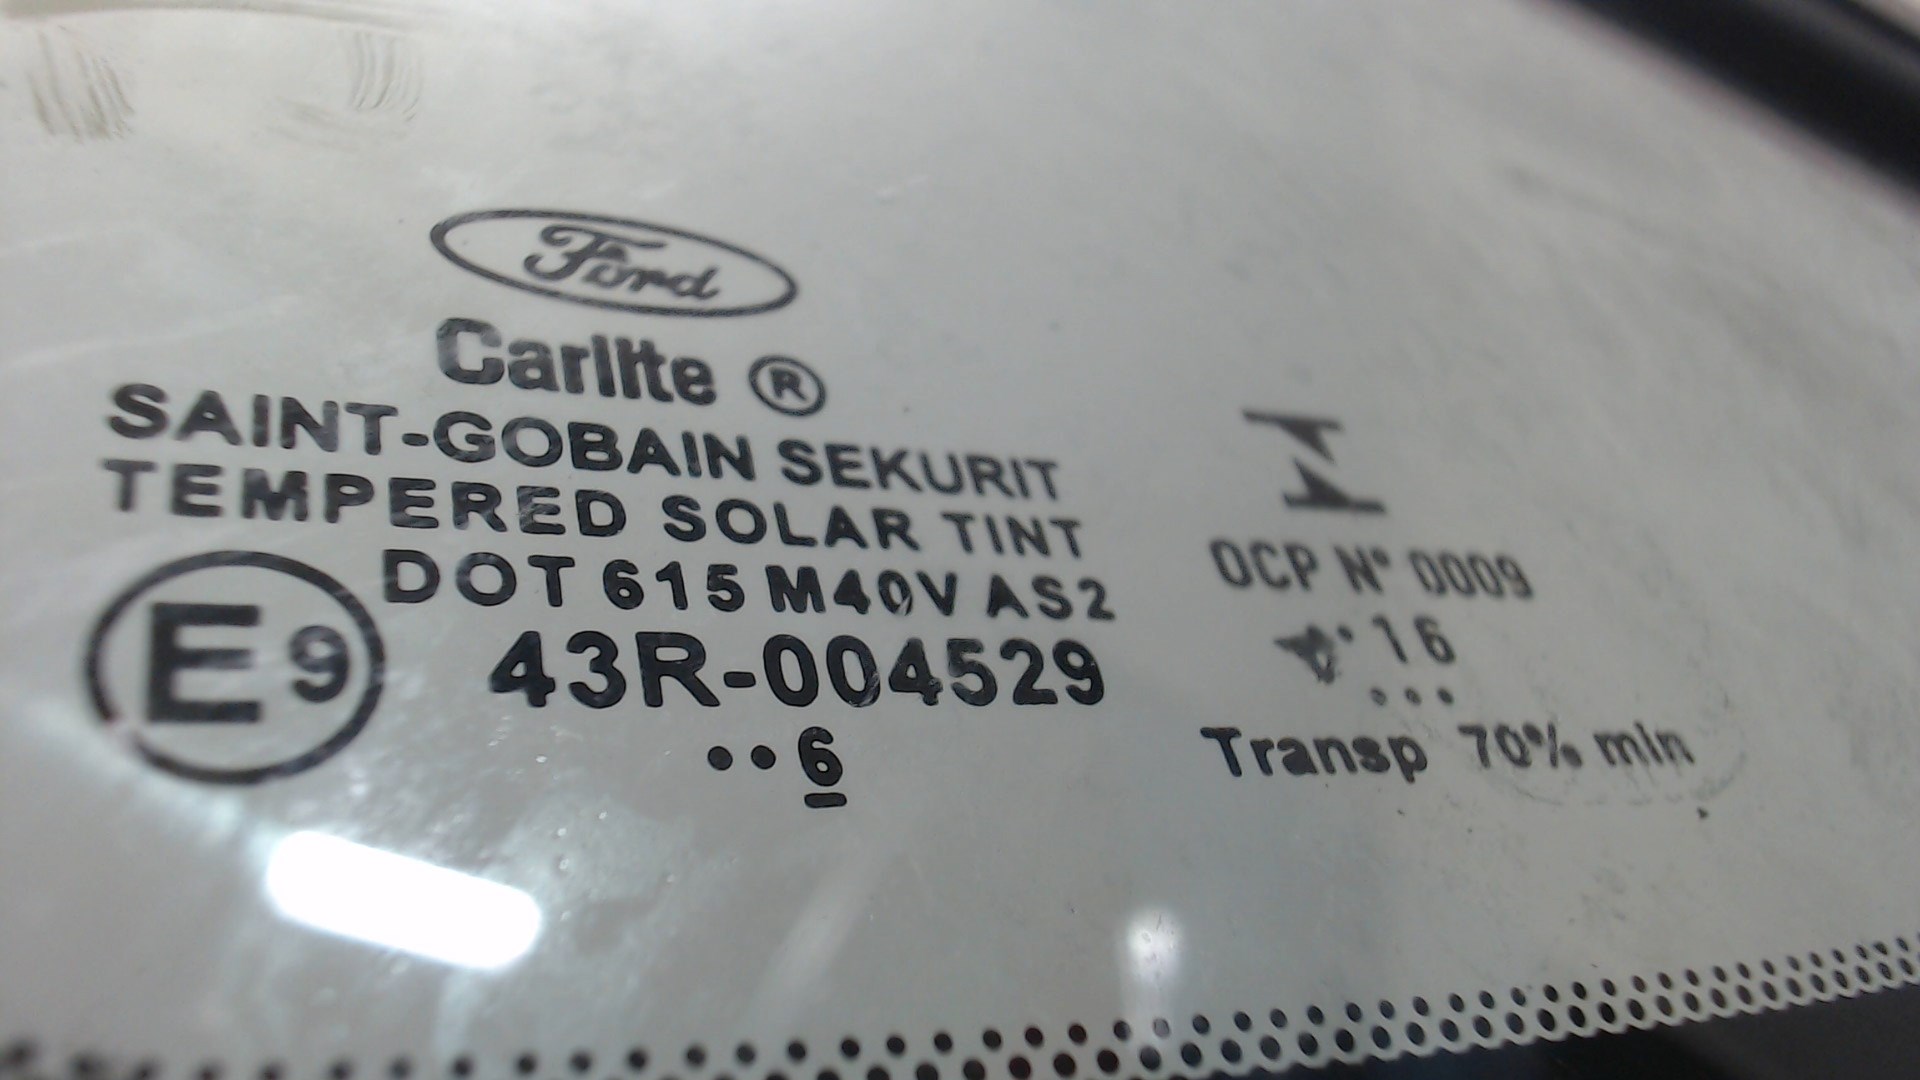 Ford
Carlite ®
SAINT-GOBAIN SEKURIT
TEMPERED SOLAR TINT
DOT 615 M40V AS2
E9
43R-004529
••6
OCP Nº 0009
16
Transp 70% min